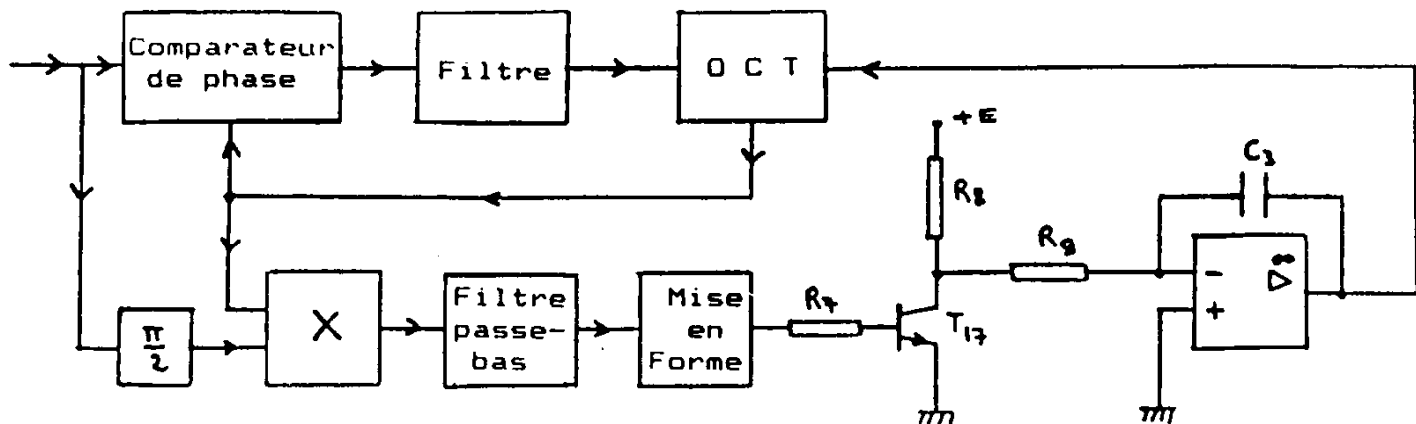 Comparateur
de phase
Filtre
O C T
+E
C3
R8
R9
∞
-
▷
+
π/2
X
Filtre
passe-
bas
Mise
en
Forme
R7
T17